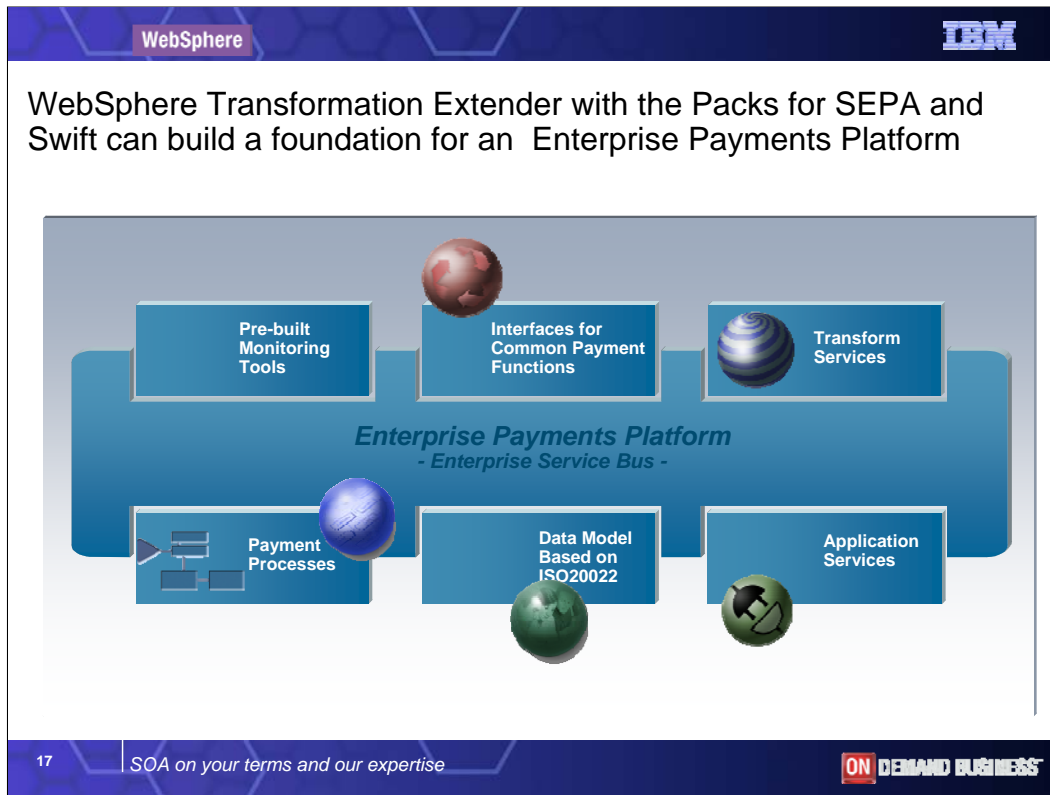 WebSphere
IBM
WebSphere Transformation Extender with the Packs for SEPA and
Swift can build a foundation for an Enterprise Payments Platform
Pre-built
Monitoring
Tools
Interfaces for
Common Payment
Functions
Transform
Services
Enterprise Payments Platform
- Enterprise Service Bus -
Payment
Processes
Data Model
Based on
ISO20022
Application
Services
17
SOA on your terms and our expertise
ON DEMAND BUSINESS